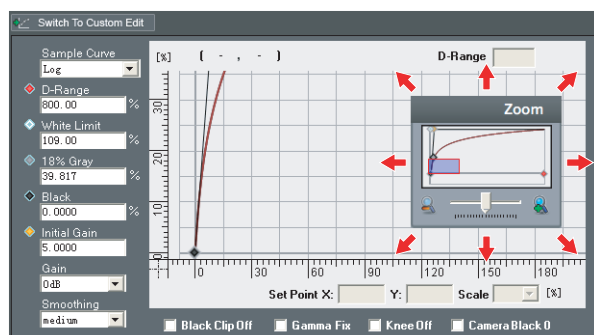 Switch To Custom Edit
Sample Curve
Log
D-Range
800.00 %
White Limit
109.00 %
18% Gray
39.817 %
Black
0.0000 %
Initial Gain
5.0000
Gain
0dB
Smoothing
medium
[%] ( - , - ) D-Range
Zoom
30
20
10
0
0 30 60 90 120 150 180
Set Point X: Y: Scale [%]
Black Clip Off Gamma Fix Knee Off Camera Black 0